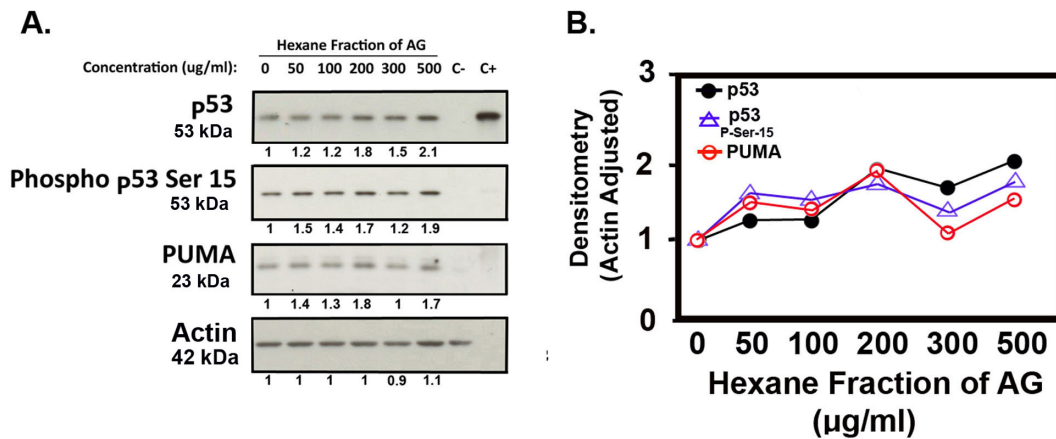 A.
Hexane Fraction of AG
Concentration (ug/ml): 0 50 100 200 300 500 C- C+
p53
53 kDa
1 1.2 1.2 1.8 1.5 2.1
Phospho p53 Ser 15
53 kDa
1 1.5 1.4 1.7 1.2 1.9
PUMA
23 kDa
1 1.4 1.3 1.8 1 1.7
Actin
42 kDa
1 1 1 1 0.9 1.1
B.
Densitometry
(Actin Adjusted)
3
2
1
0
p53
p53
P-Ser-15
PUMA
0 50 100 200 300 500
Hexane Fraction of AG
(µg/ml)